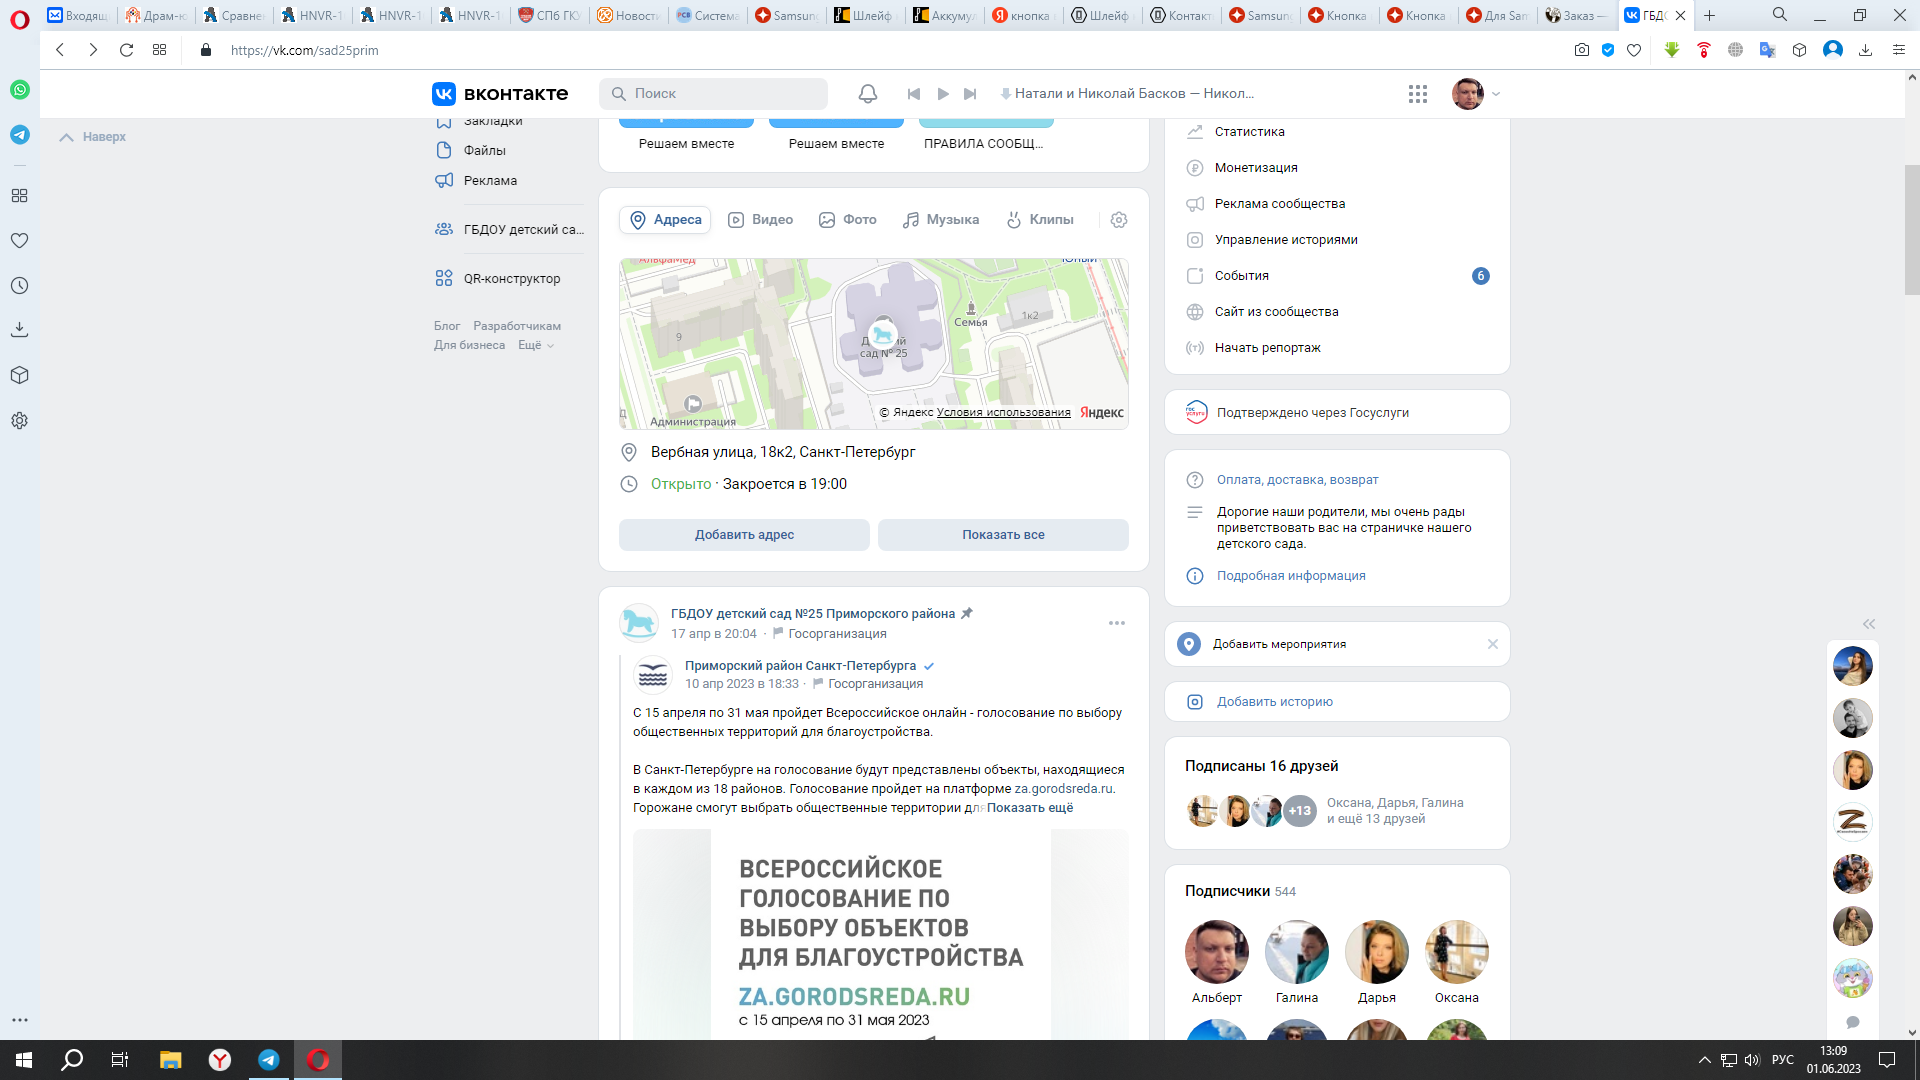 Входящ
Драм-ю
Сравнен
HNVR-1
HNVR-1
HNVR-1
СПб ГКУ
Новости
Система
Samsung
Шлейф
Аккуму
кнопка
Шлейф
Контакт
Samsung
Кнопка
Кнопка
Для Sam
Заказ —
ГБДО
https://vk.com/sad25prim
вконтакте
Поиск
Натали и Николай Басков — Никол...
Наверх
Закладки
Файлы
Реклама
ГБДОУ детский са...
QR-конструктор
Блог Разработчикам
Для бизнеса Ещё
Решаем вместе
Решаем вместе
ПРАВИЛА СООБЩ...
Адреса
Видео
Фото
Музыка
Клипы
Альфамед
Юный
9
Семья
1к2
сад № 25
Администрация
© Яндекс Условия использования Яндекс
Вербная улица, 18к2, Санкт-Петербург
Открыто · Закроется в 19:00
Добавить адрес
Показать все
ГБДОУ детский сад №25 Приморского района
17 апр в 20:04 · Госорганизация
Приморский район Санкт-Петербурга
10 апр 2023 в 18:33 · Госорганизация
С 15 апреля по 31 мая пройдет Всероссийское онлайн - голосование по выбору
общественных территорий для благоустройства.
В Санкт-Петербурге на голосование будут представлены объекты, находящиеся
в каждом из 18 районов. Голосование пройдет на платформе za.gorodsreda.ru.
Горожане смогут выбрать общественные территории для Показать ещё
ВСЕРОССИЙСКОЕ
ГОЛОСОВАНИЕ ПО
ВЫБОРУ ОБЪЕКТОВ
ДЛЯ БЛАГОУСТРОЙСТВА
ZA.GORODSREDA.RU
с 15 апреля по 31 мая 2023
Статистика
Монетизация
Реклама сообщества
Управление историями
События
6
Сайт из сообщества
Начать репортаж
госуслуги
Подтверждено через Госуслуги
Оплата, доставка, возврат
Дорогие наши родители, мы очень рады
приветствовать вас на страничке нашего
детского сада.
Подробная информация
Добавить мероприятия
Добавить историю
Подписаны 16 друзей
+13
Оксана, Дарья, Галина
и ещё 13 друзей
Подписчики 544
Альберт
Галина
Дарья
Оксана
РУС
13:09
01.06.2023